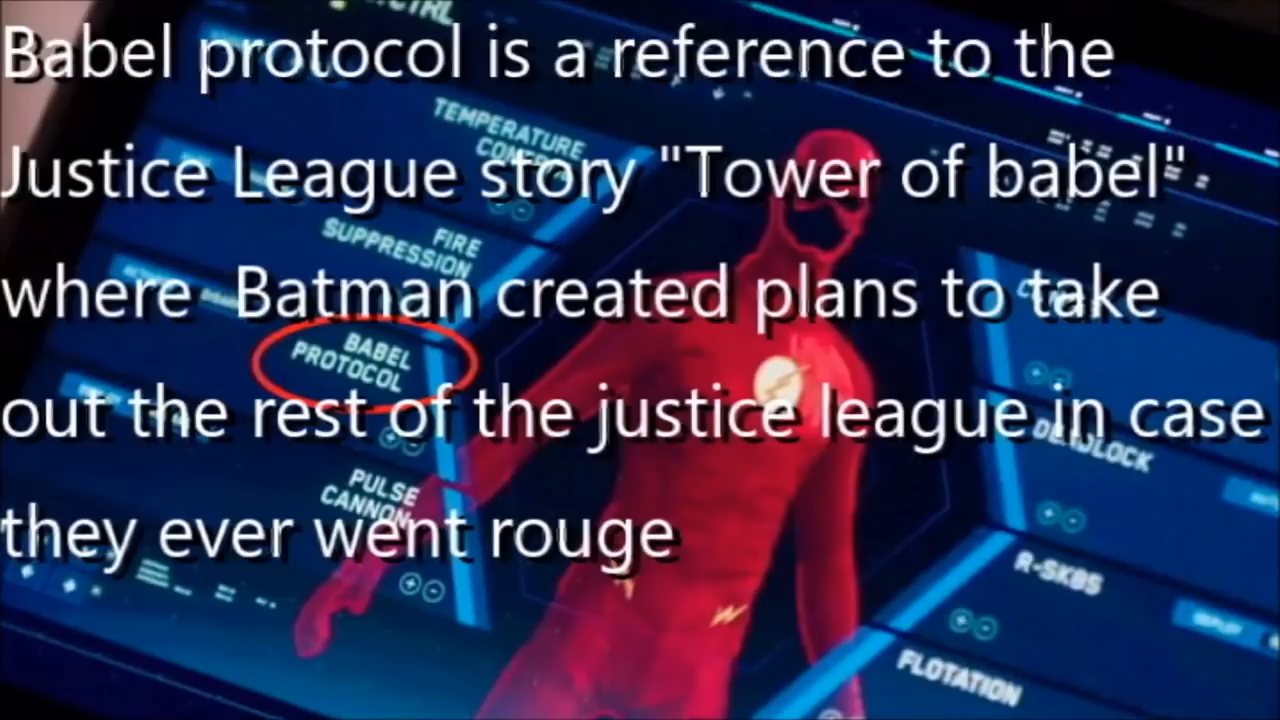 Babel protocol is a reference to the
Justice League story "Tower of babel"
where Batman created plans to take
out the rest of the justice league in case
they ever went rouge
TEMPERATURE
FIRE
SUPPRESSION
BABEL
PROTOCOL
PULSE
CANNON
DEADLOCK
R-SKBS
DEPLOY
FLOTATION